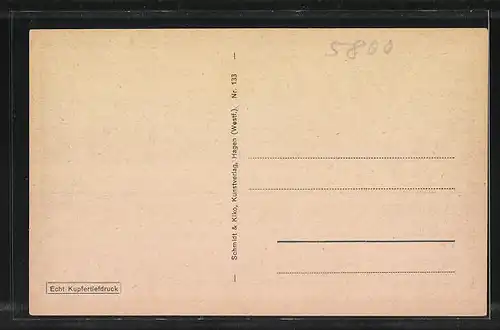 5800
— Schmidt & Kiko, Kunstverlag, Hagen (Westf.), Nr. 133 —
Echt Kupfertiefdruck